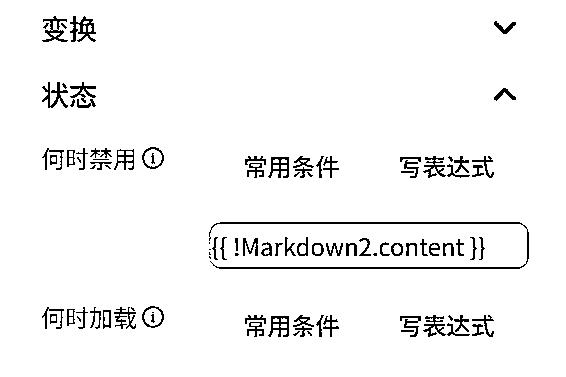 变换
状态
何时禁用 常用条件 写表达式
{{ !Markdown2.content }}
何时加载 常用条件 写表达式